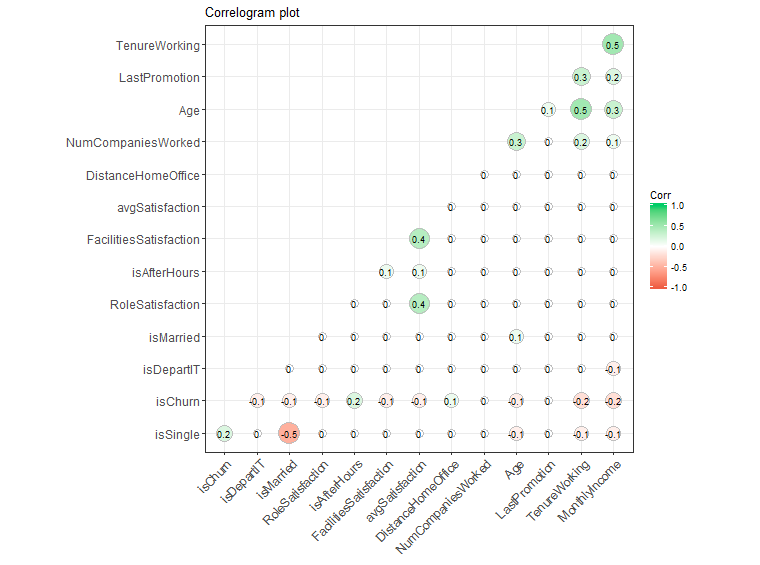 Correlogram plot
TenureWorking 0.5
LastPromotion 0.3 0.2
Age 0.1 0.5 0.3
NumCompaniesWorked 0.3 0 0.2 0.1
DistanceHomeOffice 0 0 0 0 0
avgSatisfaction 0 0 0 0 0 0
FacilitiesSatisfaction 0.4 0 0 0 0 0 0
isAfterHours 0.1 0.1 0 0 0 0 0 0
RoleSatisfaction 0 0 0.4 0 0 0 0 0 0
isMarried 0 0 0 0 0 0 0.1 0 0 0
isDepartIT 0 0 0 0 0 0 0 0 0 0 -0.1
isChurn -0.1 -0.1 -0.1 0.2 -0.1 -0.1 0.1 0 -0.1 0 -0.2 -0.2
isSingle 0.2 0 -0.5 0 0 0 0 0 0 -0.1 0 -0.1 -0.1
isChurn
isDepartIT
isMarried
RoleSatisfaction
isAfterHours
FacilitiesSatisfaction
avgSatisfaction
DistanceHomeOffice
NumCompaniesWorked
Age
LastPromotion
TenureWorking
MonthlyIncome
Corr
1.0
0.5
0.0
-0.5
-1.0